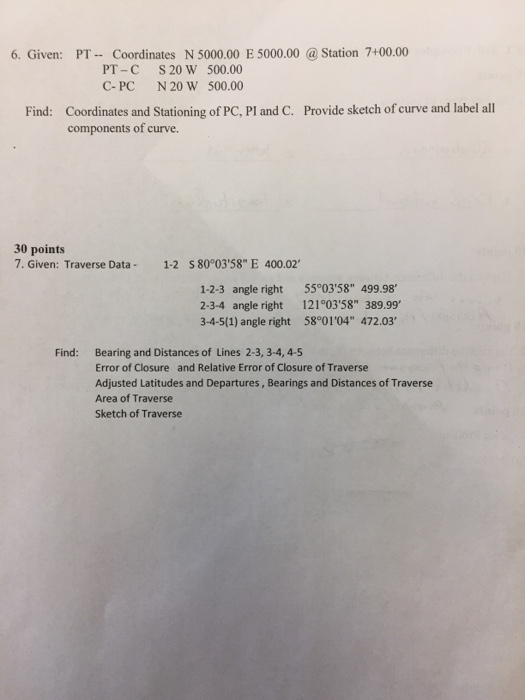 6. Given: PT -- Coordinates N 5000.00 E 5000.00 @ Station 7+00.00
PT – C S 20 W 500.00
C- PC N 20 W 500.00
Find: Coordinates and Stationing of PC, PI and C. Provide sketch of curve and label all
components of curve.
30 points
7. Given: Traverse Data - 1-2 S 80°03'58" E 400.02'
1-2-3 angle right 55°03'58" 499.98'
2-3-4 angle right 121°03'58" 389.99'
3-4-5(1) angle right 58°01'04" 472.03'
Find: Bearing and Distances of Lines 2-3, 3-4, 4-5
Error of Closure and Relative Error of Closure of Traverse
Adjusted Latitudes and Departures, Bearings and Distances of Traverse
Area of Traverse
Sketch of Traverse